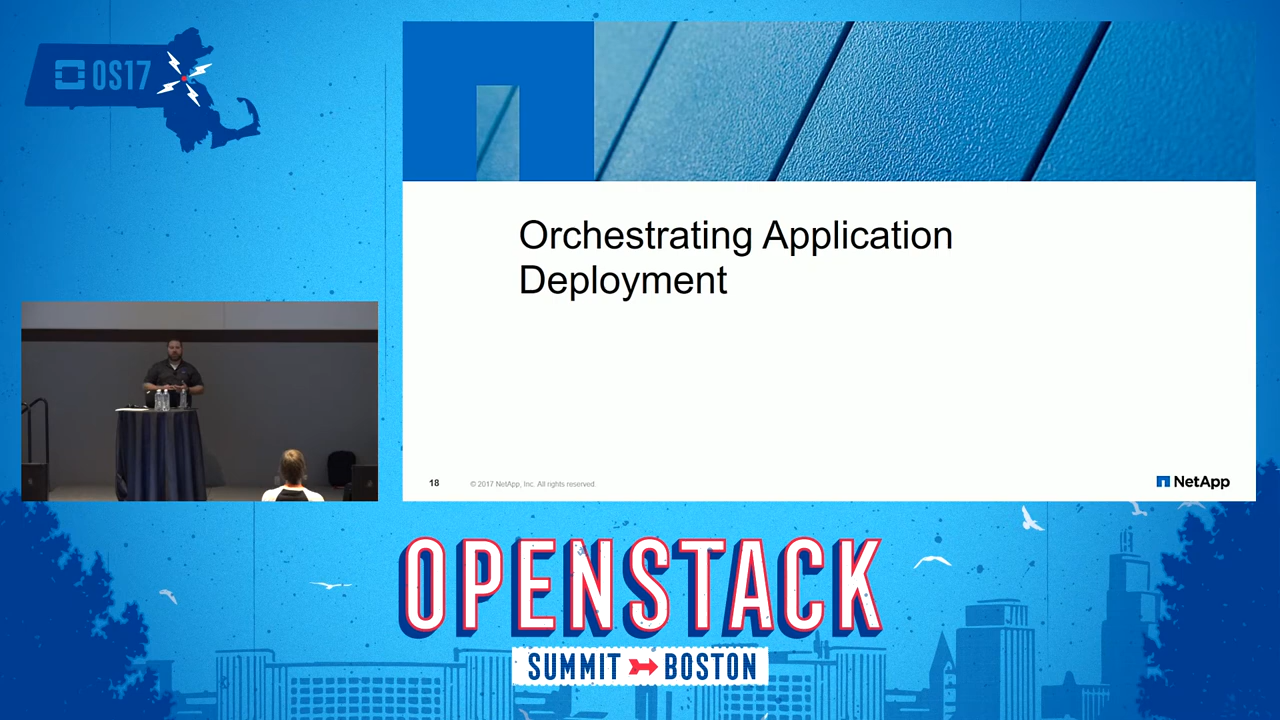 OS17
Orchestrating Application
Deployment
18
© 2017 NetApp, Inc. All rights reserved.
NetApp
OPENSTACK
SUMMIT BOSTON